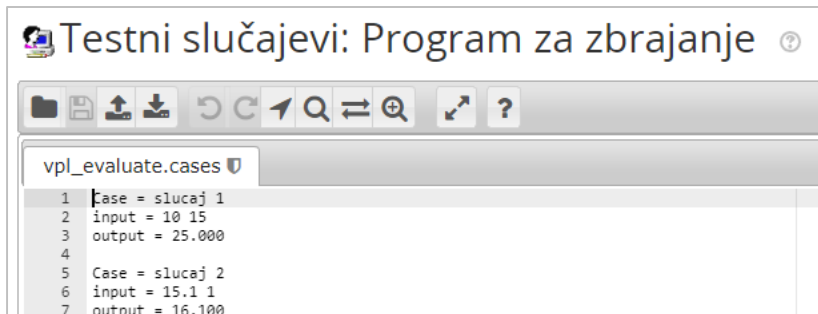 Testni slučajevi: Program za zbrajanje
vpl_evaluate.cases
1 Case = slucaj 1
2 input = 10 15
3 output = 25.000
4
5 Case = slucaj 2
6 input = 15.1 1
7 output = 16.100